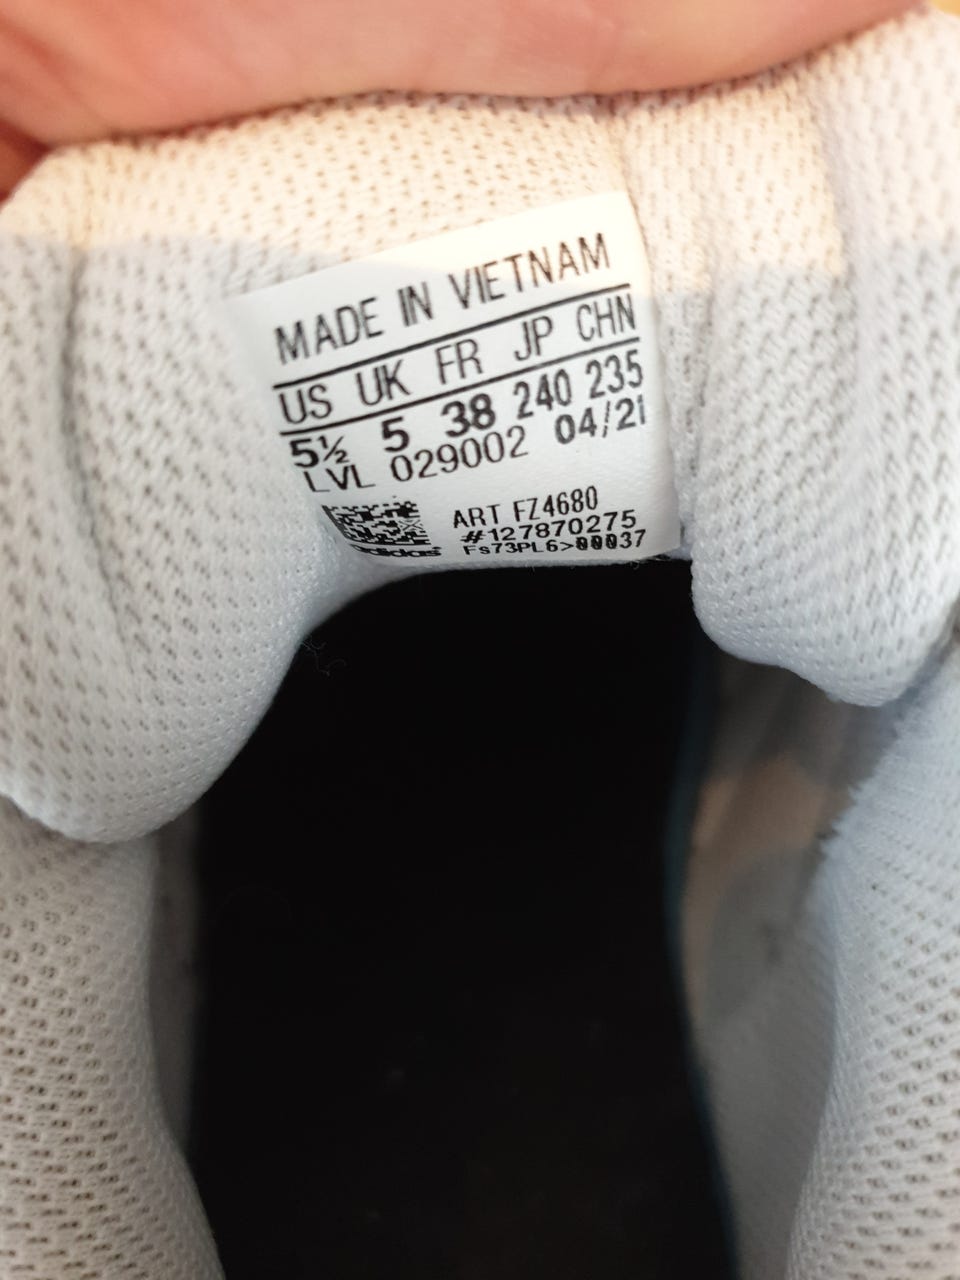 MADE IN VIETNAM
US UK FR JP CHN
5½ 5 38 240 235
LVL 029002 04/21
ART FZ4680
#127870275
adidas Fs73PL6>00037